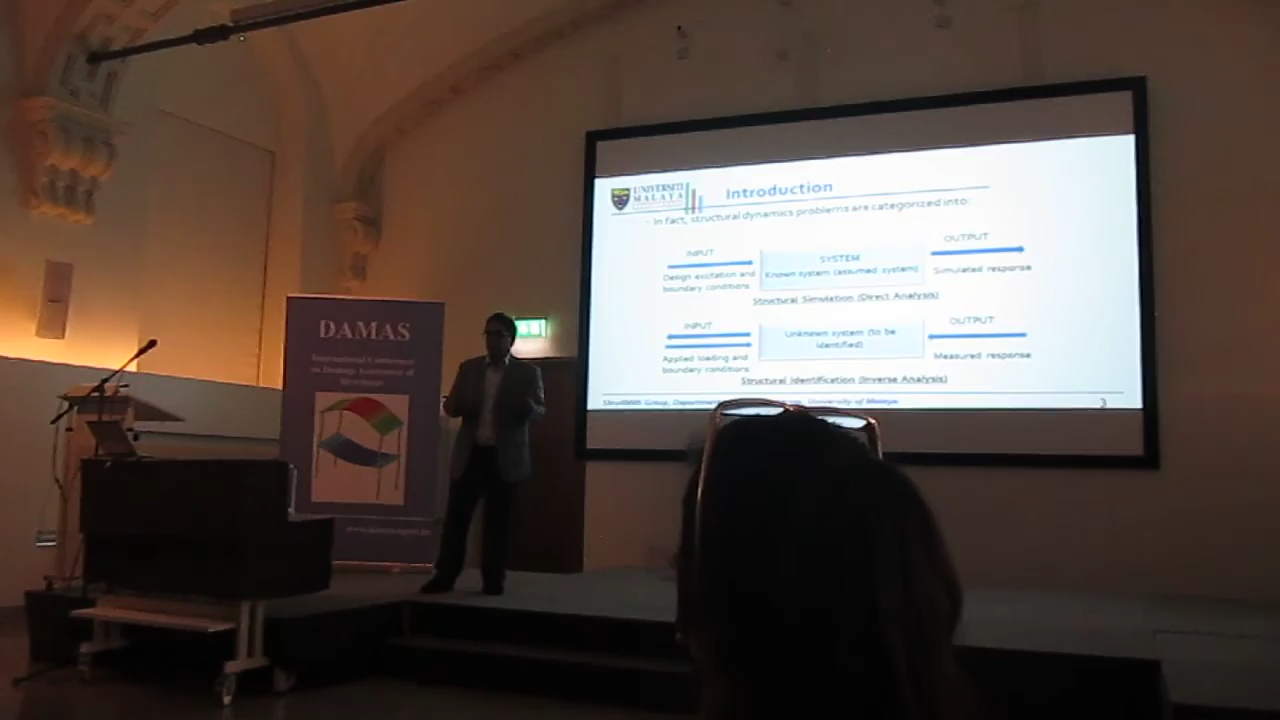 DAMAS
International Conference
on Damage Assessment of
Structures
UNIVERSITI
MALAYA
Introduction
- In fact, structural dynamics problems are categorized into:
INPUT
Design excitation and
boundary conditions
SYSTEM
Known system (assumed system)
OUTPUT
Simulated response
Structural Simulation (Direct Analysis)
INPUT
Applied loading and
boundary conditions
Unknown system (to be
identified)
OUTPUT
Measured response
Structural Identification (Inverse Analysis)
Group, Department
University of Malaya
3